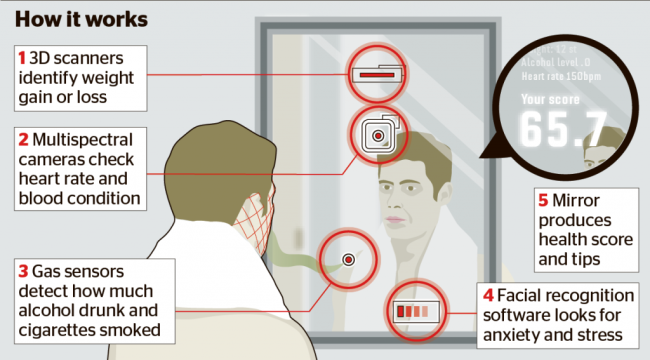 How it works
1 3D scanners
identify weight
gain or loss
2 Multispectral
cameras check
heart rate and
blood condition
3 Gas sensors
detect how much
alcohol drunk and
cigarettes smoked
Alcohol level .0
Heart rate 150bpm
Your score
65.7
5 Mirror
produces
health score
and tips
4 Facial recognition
software looks for
anxiety and stress